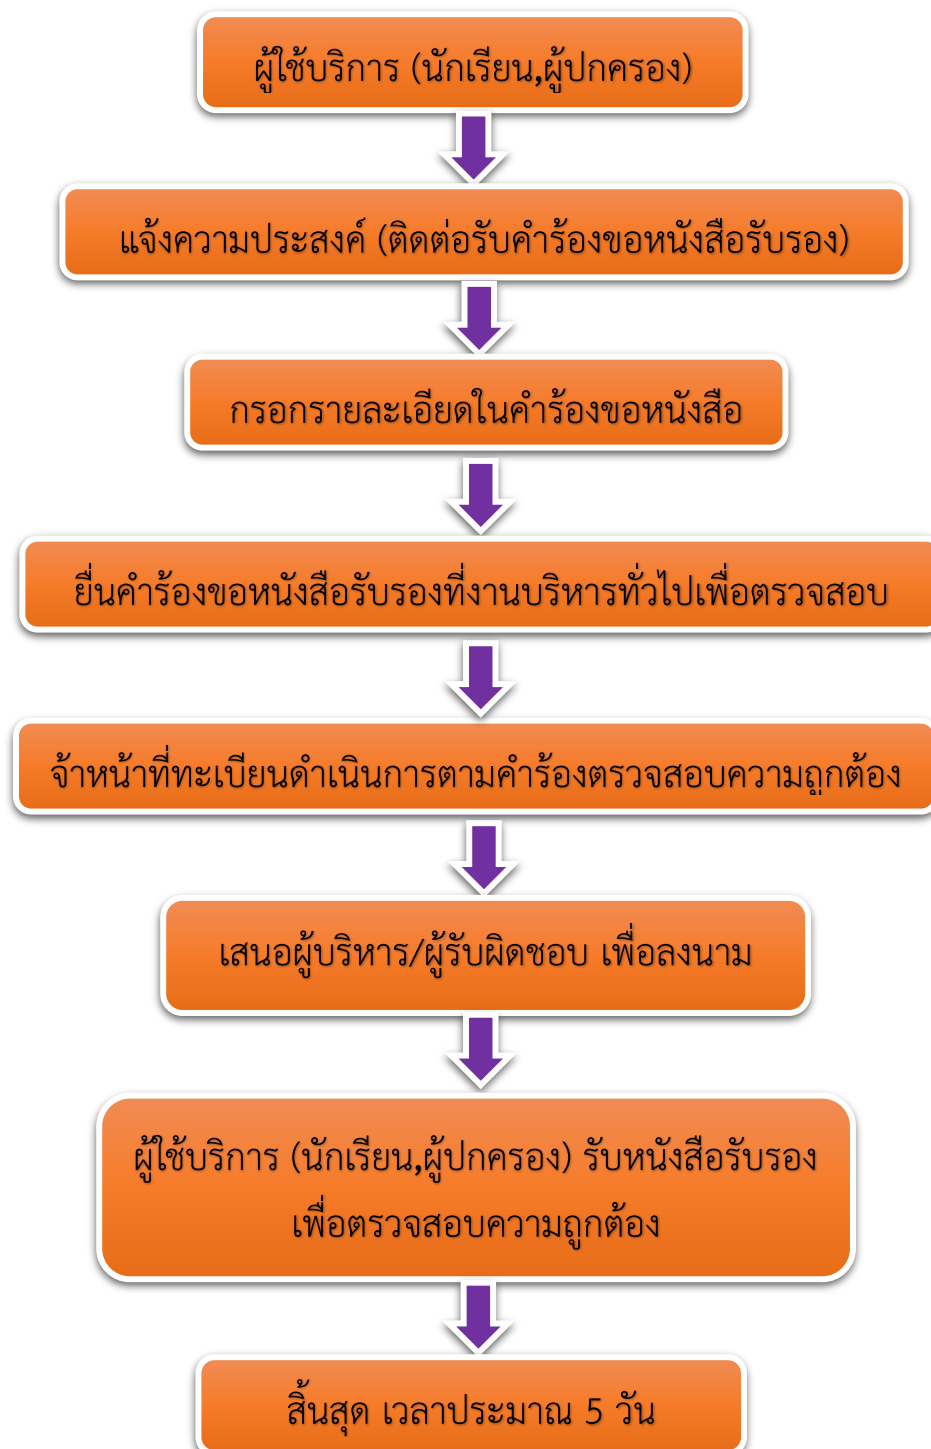 ผู้ใช้บริการ (นักเรียน,ผู้ปกครอง)
แจ้งความประสงค์ (ติดต่อรับคำร้องขอหนังสือรับรอง)
กรอกรายละเอียดในคำร้องขอหนังสือ
ยื่นคำร้องขอหนังสือรับรองที่งานบริหารทั่วไปเพื่อตรวจสอบ
จ้าหน้าที่ทะเบียนดำเนินการตามคำร้องตรวจสอบความถูกต้อง
เสนอผู้บริหาร/ผู้รับผิดชอบ เพื่อลงนาม
ผู้ใช้บริการ (นักเรียน,ผู้ปกครอง) รับหนังสือรับรอง
เพื่อตรวจสอบความถูกต้อง
สิ้นสุด เวลาประมาณ 5 วัน